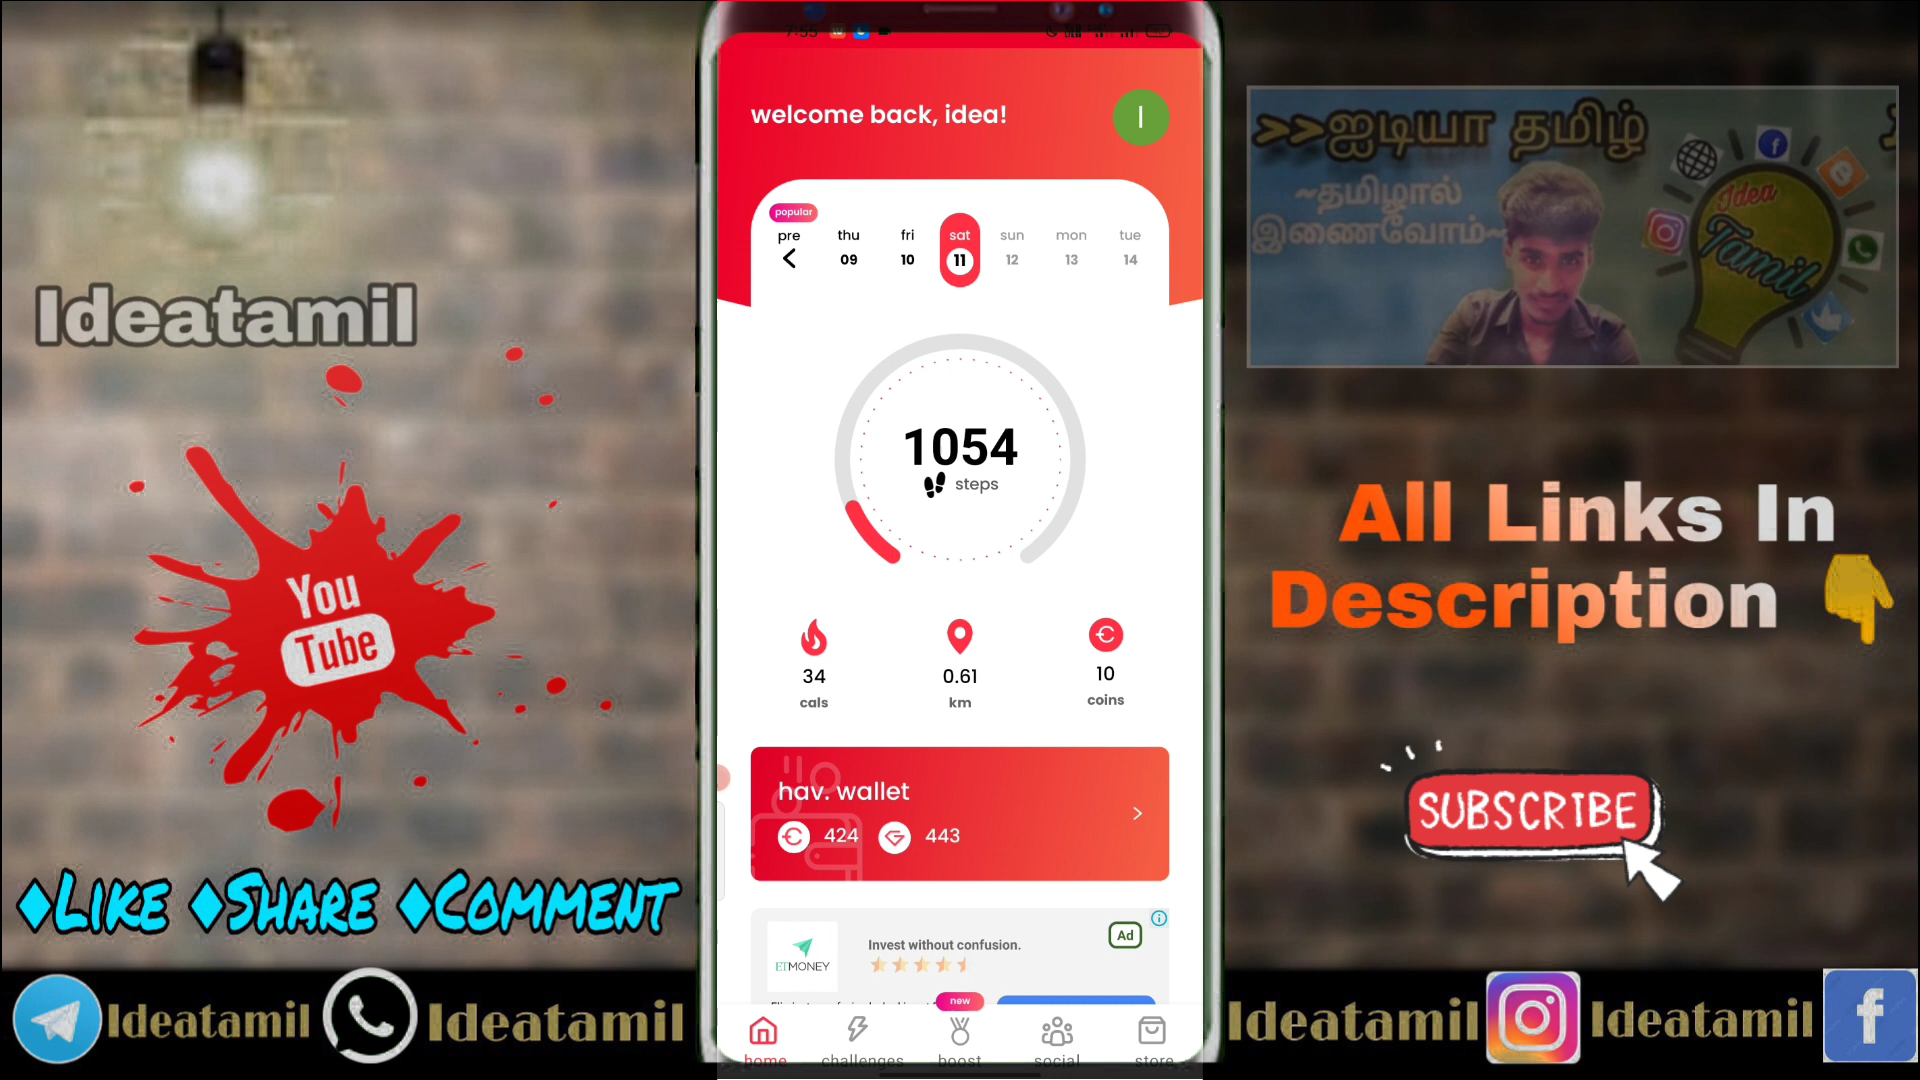 7:55
welcome back, idea!
I
popular
pre thu fri sat sun mon tue
09 10 11 12 13 14
1054
steps
34 0.61 10
cals km coins
hav. wallet
424 443
Invest without confusion.
Ad
ETMONEY
new
home challenges boost social store
Ideatamil
You
Tube
♦LIKE ♦SHARE ♦COMMENT
Ideatamil Ideatamil Ideatamil Ideatamil
>>ஐடியா தமிழ்
~தமிழால்
இணைவோம்~
Idea
Tamil
All Links In
Description 👇
SUBSCRIBE